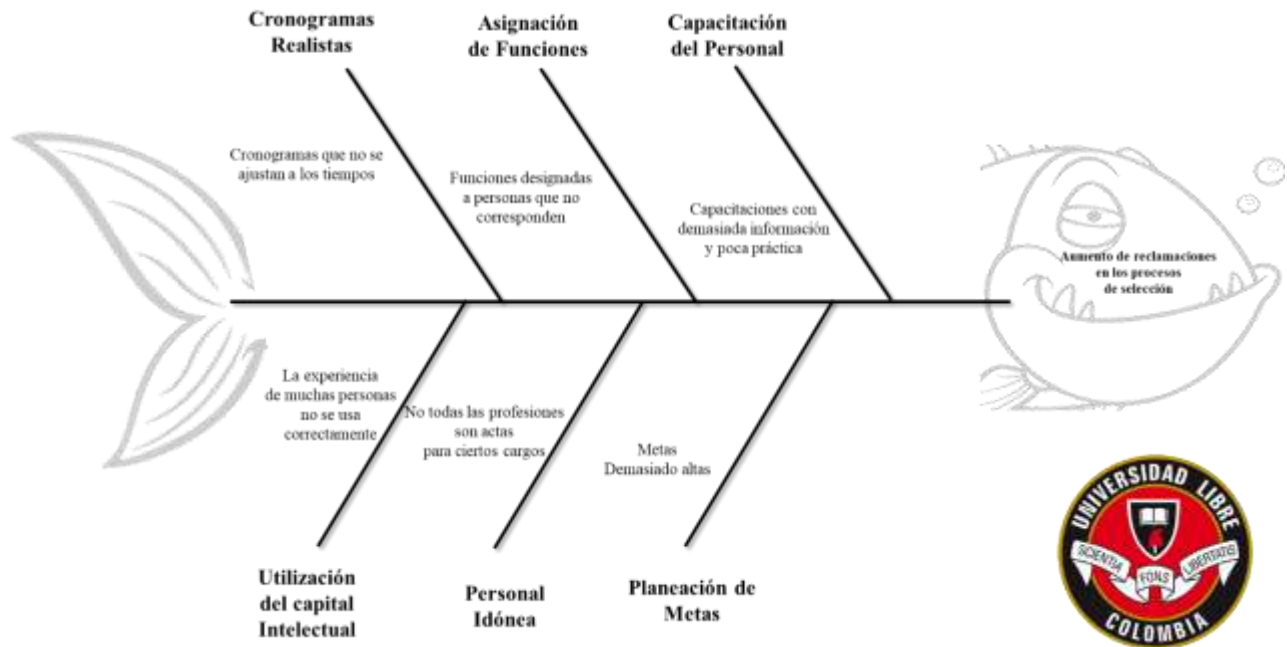 Cronogramas
Realistas
Asignación
de Funciones
Capacitación
del Personal
Cronogramas que no se
ajustan a los tiempos
Funciones designadas
a personas que no
corresponden
Capacitaciones con
demasiada información
y poca práctica
Aumento de reclamaciones
en los procesos
de selección
La experiencia
de muchas personas
no se usa
correctamente
No todas las profesiones
son actas
para ciertos cargos
Metas
Demasiado altas
Utilización
del capital
Intelectual
Personal
Idónea
Planeación de
Metas
UNIVERSIDAD LIBRE
SCIENTIA
FONS
LIBERTATIS
COLOMBIA